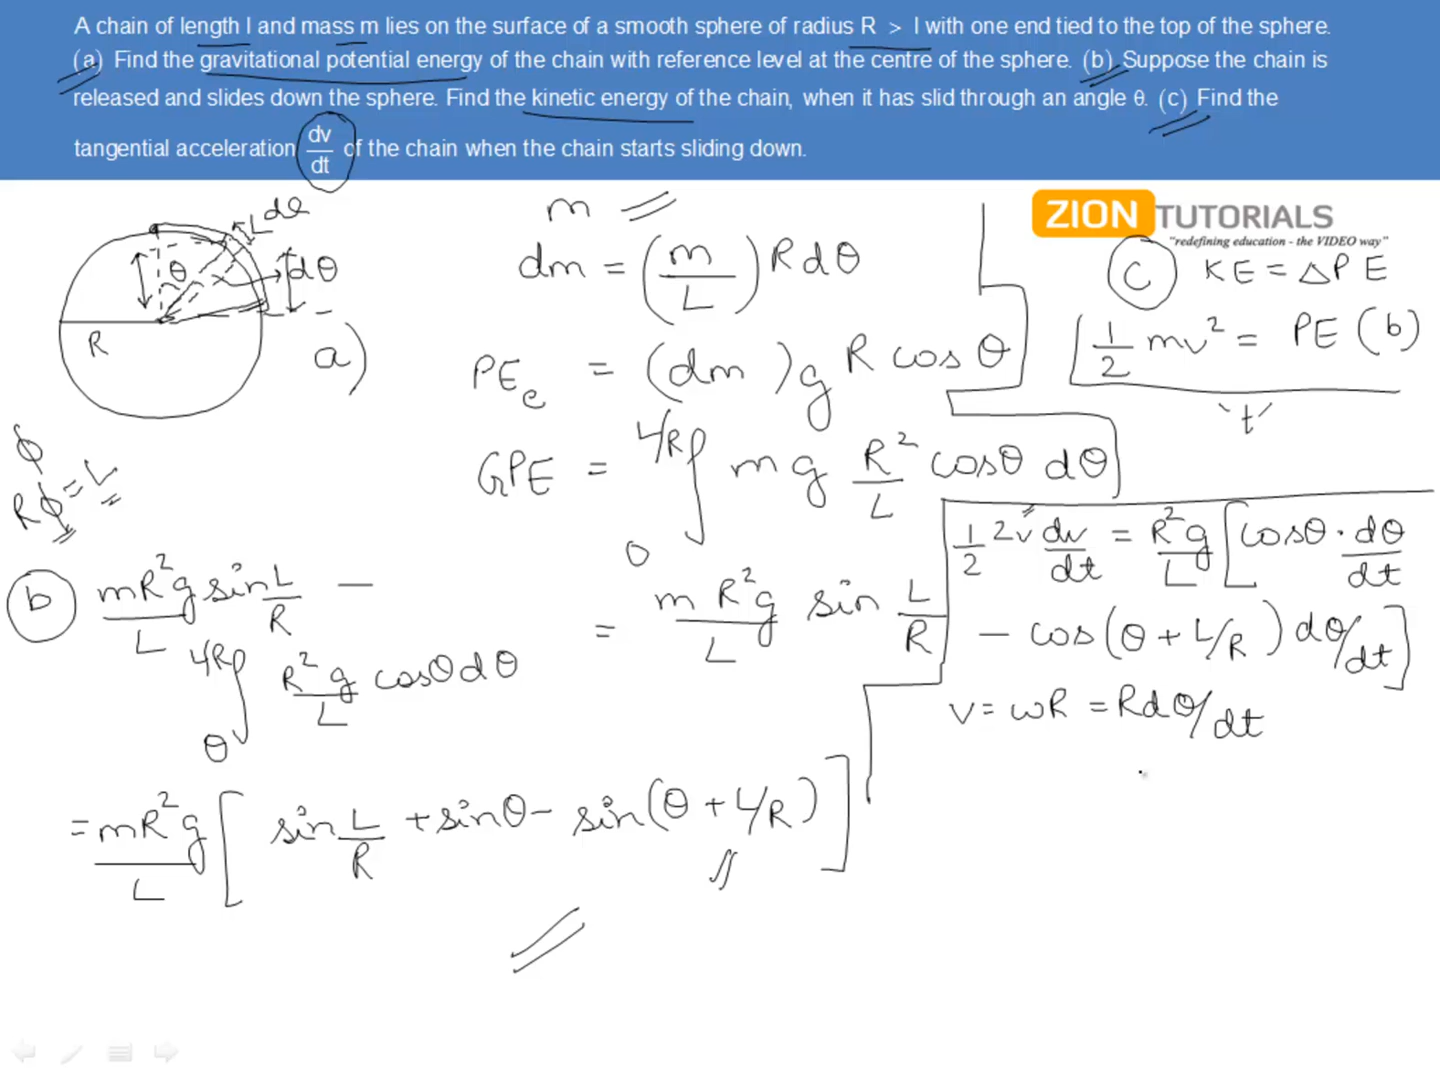 A chain of length l and mass m lies on the surface of a smooth sphere of radius R > l with one end tied to the top of the sphere.
(a) Find the gravitational potential energy of the chain with reference level at the centre of the sphere. (b) Suppose the chain is
released and slides down the sphere. Find the kinetic energy of the chain, when it has slid through an angle θ. (c) Find the
tangential acceleration dv/dt of the chain when the chain starts sliding down.
ZION TUTORIALS
"redefining education - the VIDEO way"
θ
dθ
R
a)
m
dm = (m/L) R dθ
PE = (dm) g R cos θ
GPE = ∫ 0 L/R mg R²/L cosθ dθ
= mR²g/L sin L/R
φ
Rφ = L
(b) mR²g/L sin L/R −
∫ θ L/R R²g/L cosθ dθ
= mR²g/L [ sin L/R + sinθ − sin(θ + L/R) ]
(C) KE = ΔPE
1/2 mv² = PE (b)
't'
1/2 2v dv/dt = R²g/L [ cosθ · dθ/dt
− cos(θ + L/R) dθ/dt ]
v = ωR = R dθ/dt